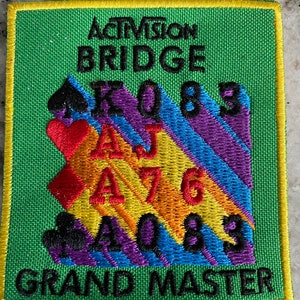 ACTIVISION
BRIDGE
♠ K Q 8 3
♥ A J
♦ A 7 6
♣ A Q 8 3
GRAND MASTER